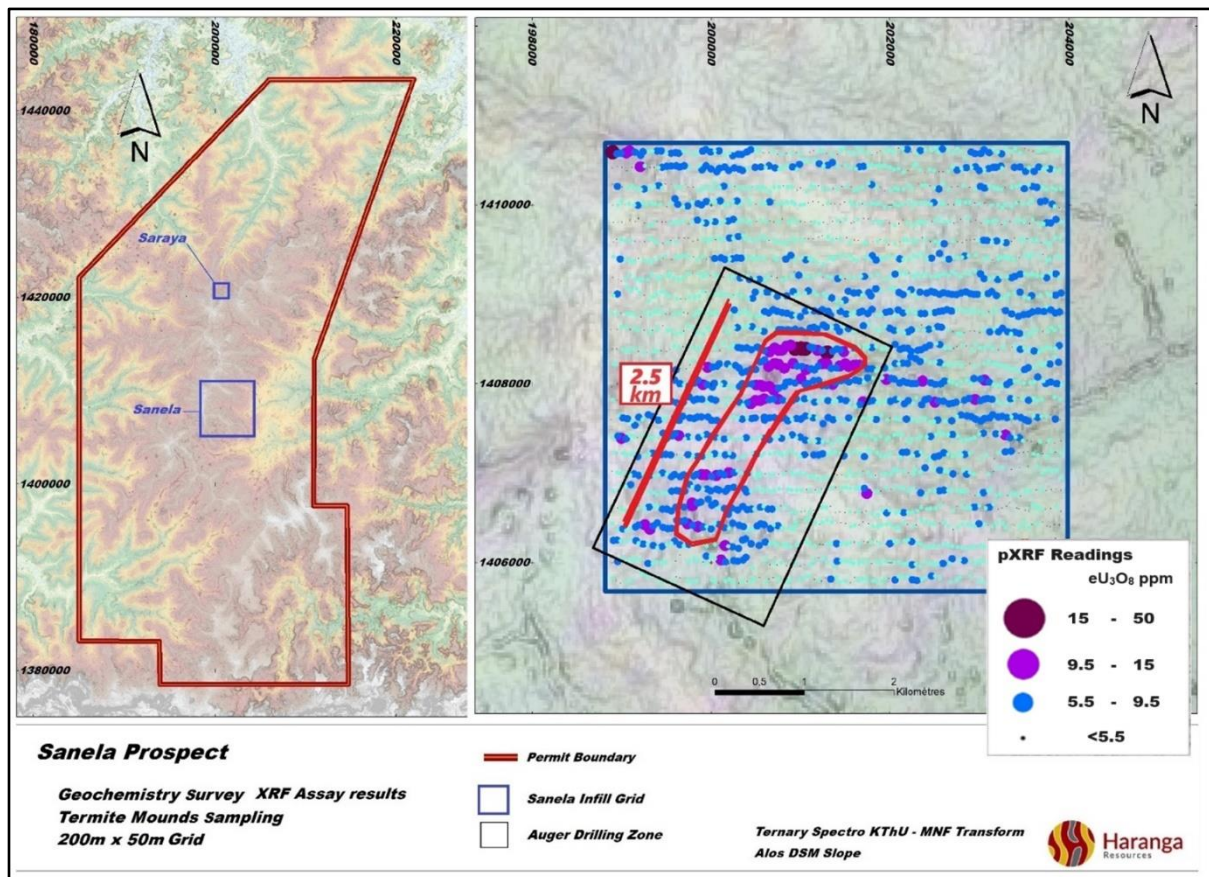 180000
200000
220000
1440000
N
1420000
Saraya
Sanela
1400000
1380000
198000
200000
202000
204000
N
1410000
1408000
1406000
2.5
km
0 0,5 1 2
Kilomètres
pXRF Readings
eU₃O₈ ppm
15 - 50
9.5 - 15
5.5 - 9.5
<5.5
Sanela Prospect
Geochemistry Survey XRF Assay results
Termite Mounds Sampling
200m x 50m Grid
Permit Boundary
Sanela Infill Grid
Auger Drilling Zone
Ternary Spectro KThU - MNF Transform
Alos DSM Slope
Haranga
Resources